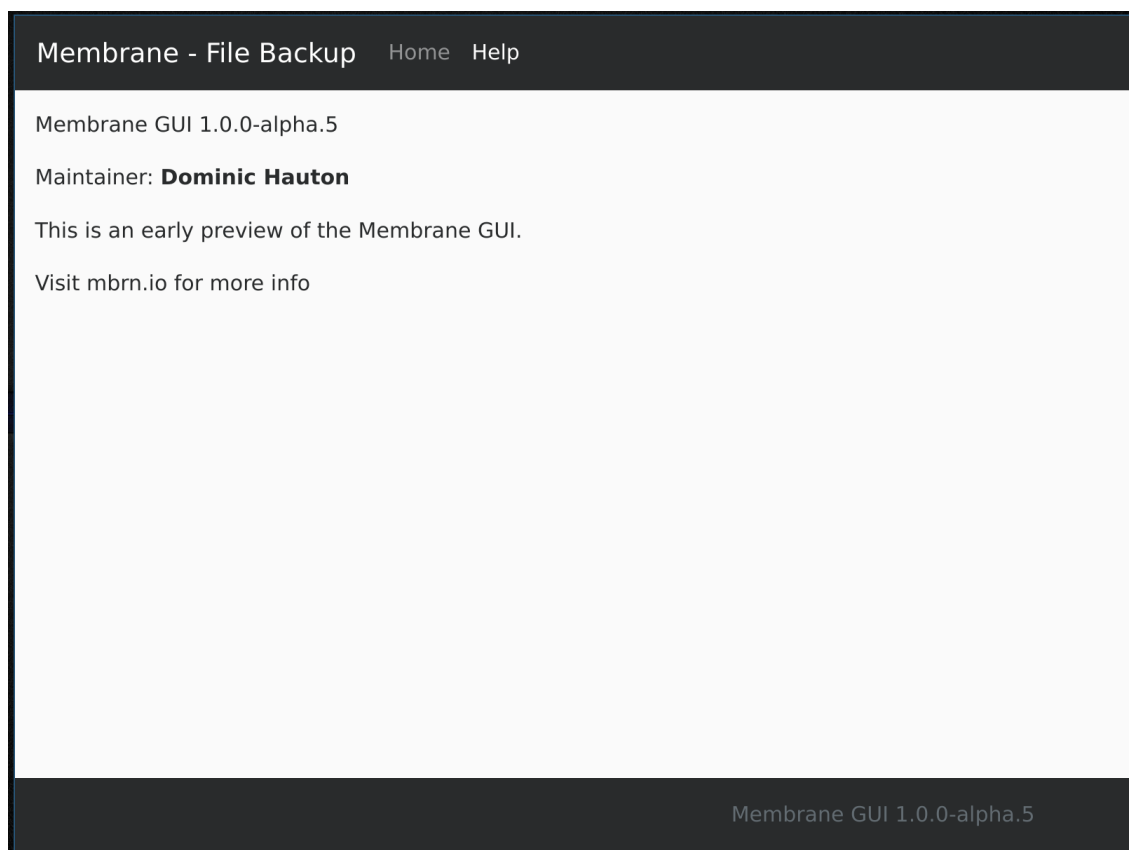 Membrane - File Backup Home Help
Membrane GUI 1.0.0-alpha.5
Maintainer: Dominic Hauton
This is an early preview of the Membrane GUI.
Visit mbrn.io for more info
Membrane GUI 1.0.0-alpha.5